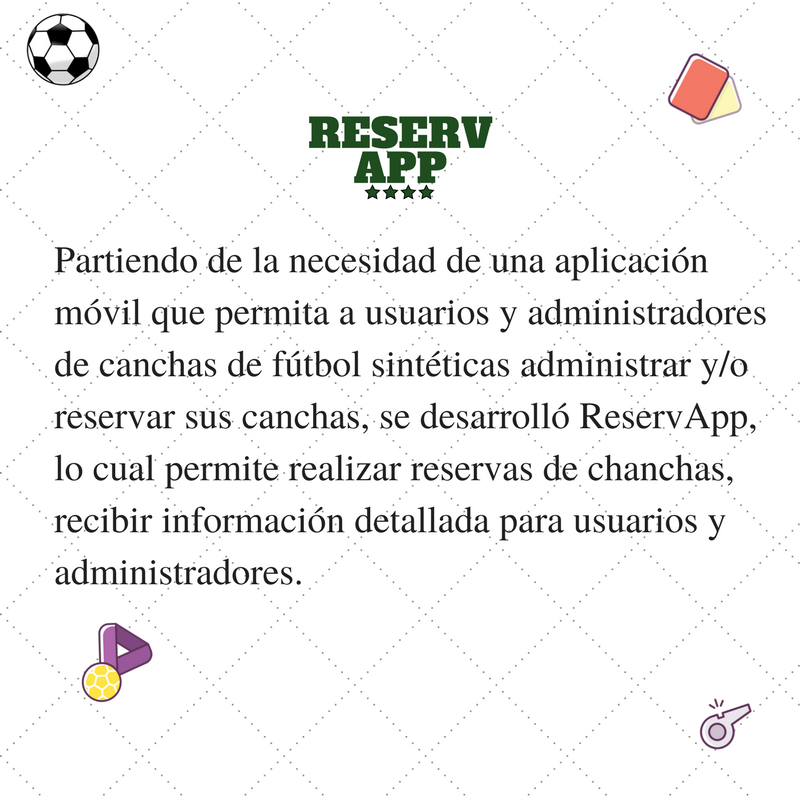 RESERV
APP
Partiendo de la necesidad de una aplicación
móvil que permita a usuarios y administradores
de canchas de fútbol sintéticas administrar y/o
reservar sus canchas, se desarrolló ReservApp,
lo cual permite realizar reservas de chanchas,
recibir información detallada para usuarios y
administradores.